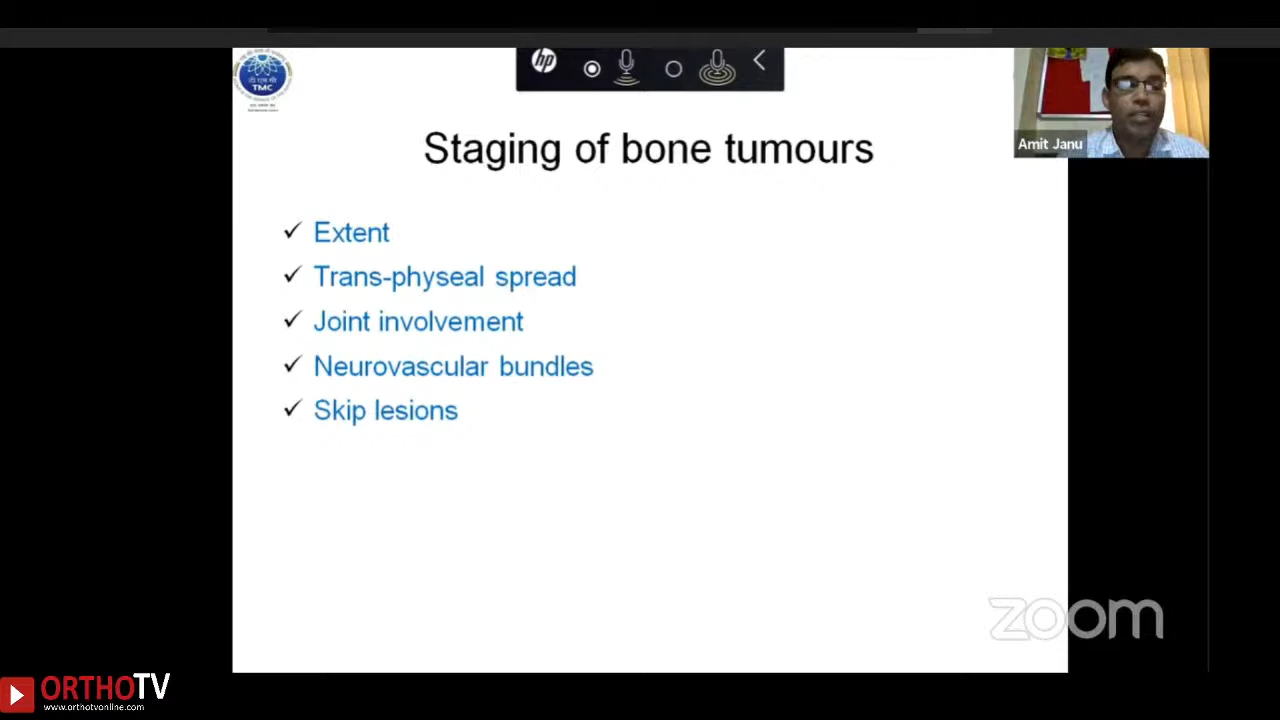 hp
TMC
Amit Janu
Staging of bone tumours
✓ Extent
✓ Trans-physeal spread
✓ Joint involvement
✓ Neurovascular bundles
✓ Skip lesions
zoom
ORTHOTV
www.orthotvonline.com